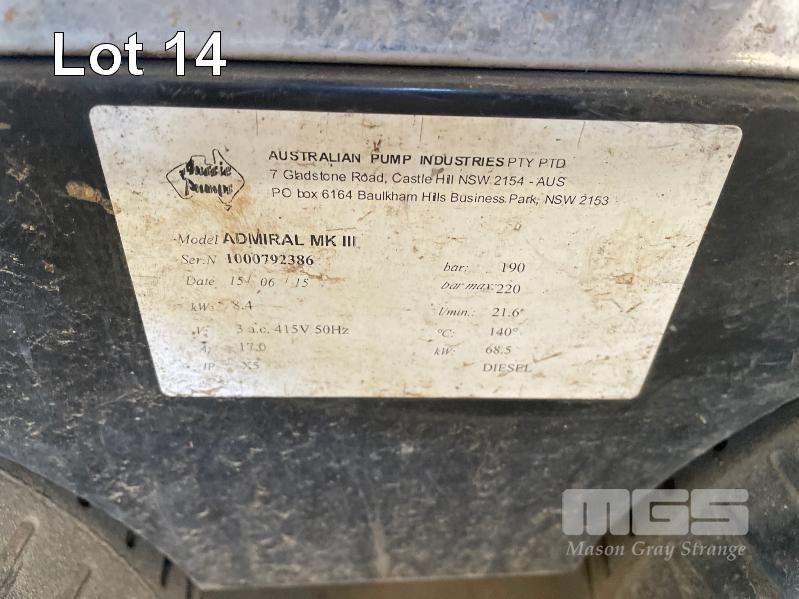 Lot 14
Aussie Pumps
AUSTRALIAN PUMP INDUSTRIES PTY PTD
7 Gladstone Road, Castle Hill NSW 2154 - AUS
PO box 6164 Baulkham Hills Business Park, NSW 2153
Model ADMIRAL MK III
Ser.N 1000792386
Date 15/ 06 / 15
kW: 8.4
V: 3 a.c. 415V 50Hz
A: 17.0
IP X5
bar: 190
bar max: 220
l/min.: 21.6
°C: 140°
kW: 68.5
DIESEL
MGS
Mason Gray Strange